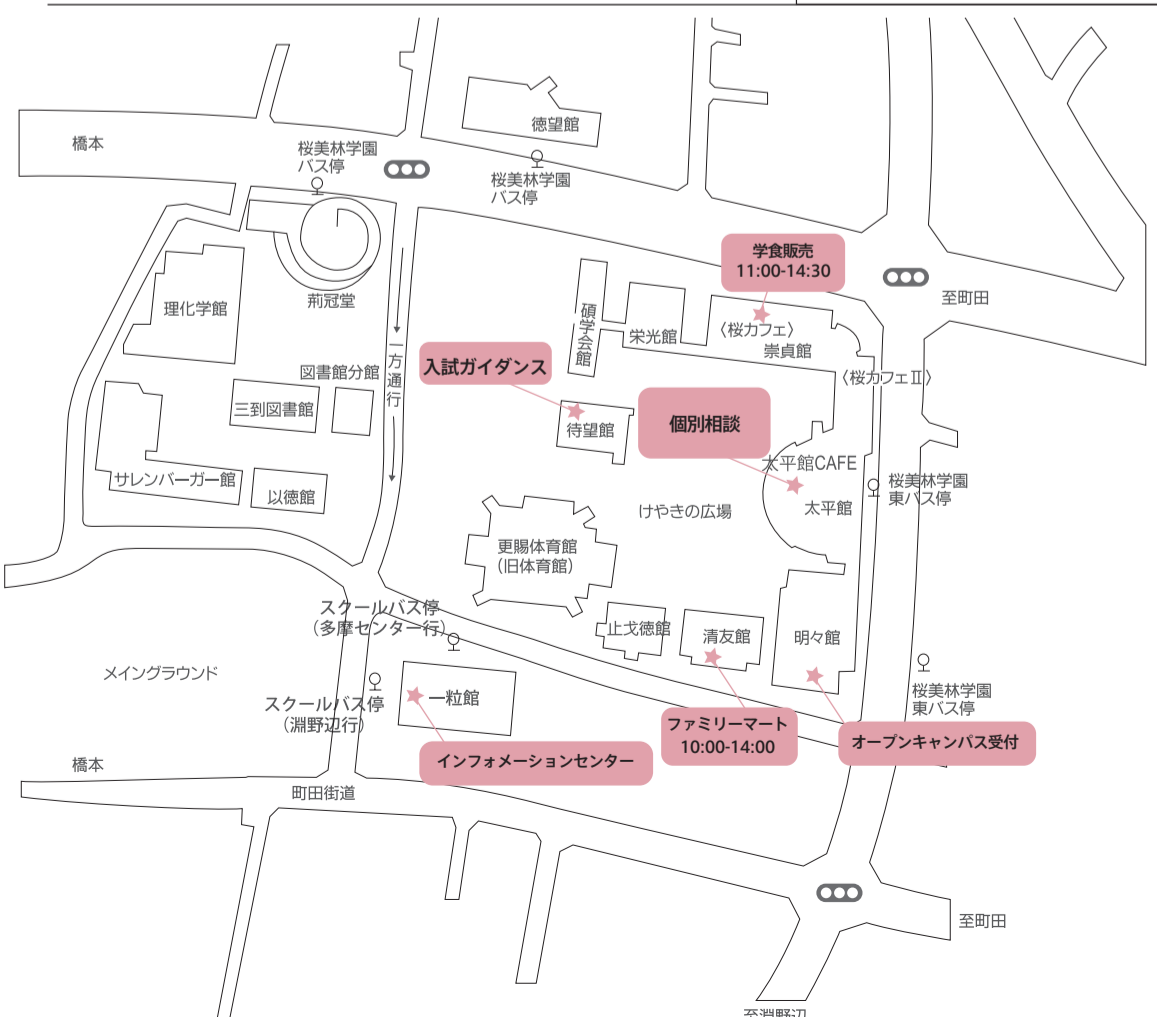 橋本
桜美林学園
バス停
徳望館
桜美林学園
バス停
学食販売
11:00-14:30
至町田
理化学館
荊冠堂
碩学会館
栄光館
〈桜カフェ〉
崇貞館
〈桜カフェⅡ〉
一方通行
入試ガイダンス
図書館分館
三到図書館
待望館
個別相談
太平館CAFE
太平館
桜美林学園
東バス停
サレンバーガー館
以徳館
けやきの広場
更賜体育館
(旧体育館)
スクールバス停
(多摩センター行)
止戈徳館
清友館
明々館
メイングラウンド
スクールバス停
(淵野辺行)
一粒館
桜美林学園
東バス停
ファミリーマート
10:00-14:00
オープンキャンパス受付
インフォメーションセンター
橋本
町田街道
至町田
至淵野辺